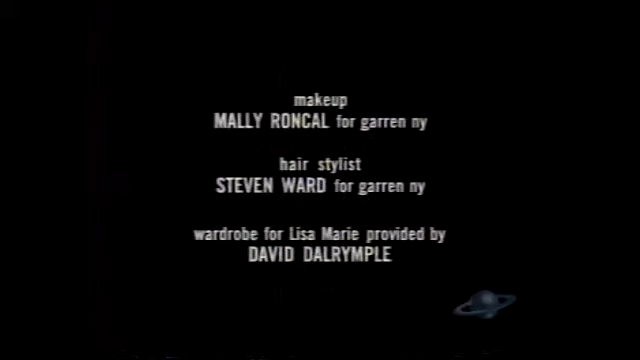 makeup
MALLY RONCAL for garren ny
hair stylist
STEVEN WARD for garren ny
wardrobe for Lisa Marie provided by
DAVID DALRYMPLE